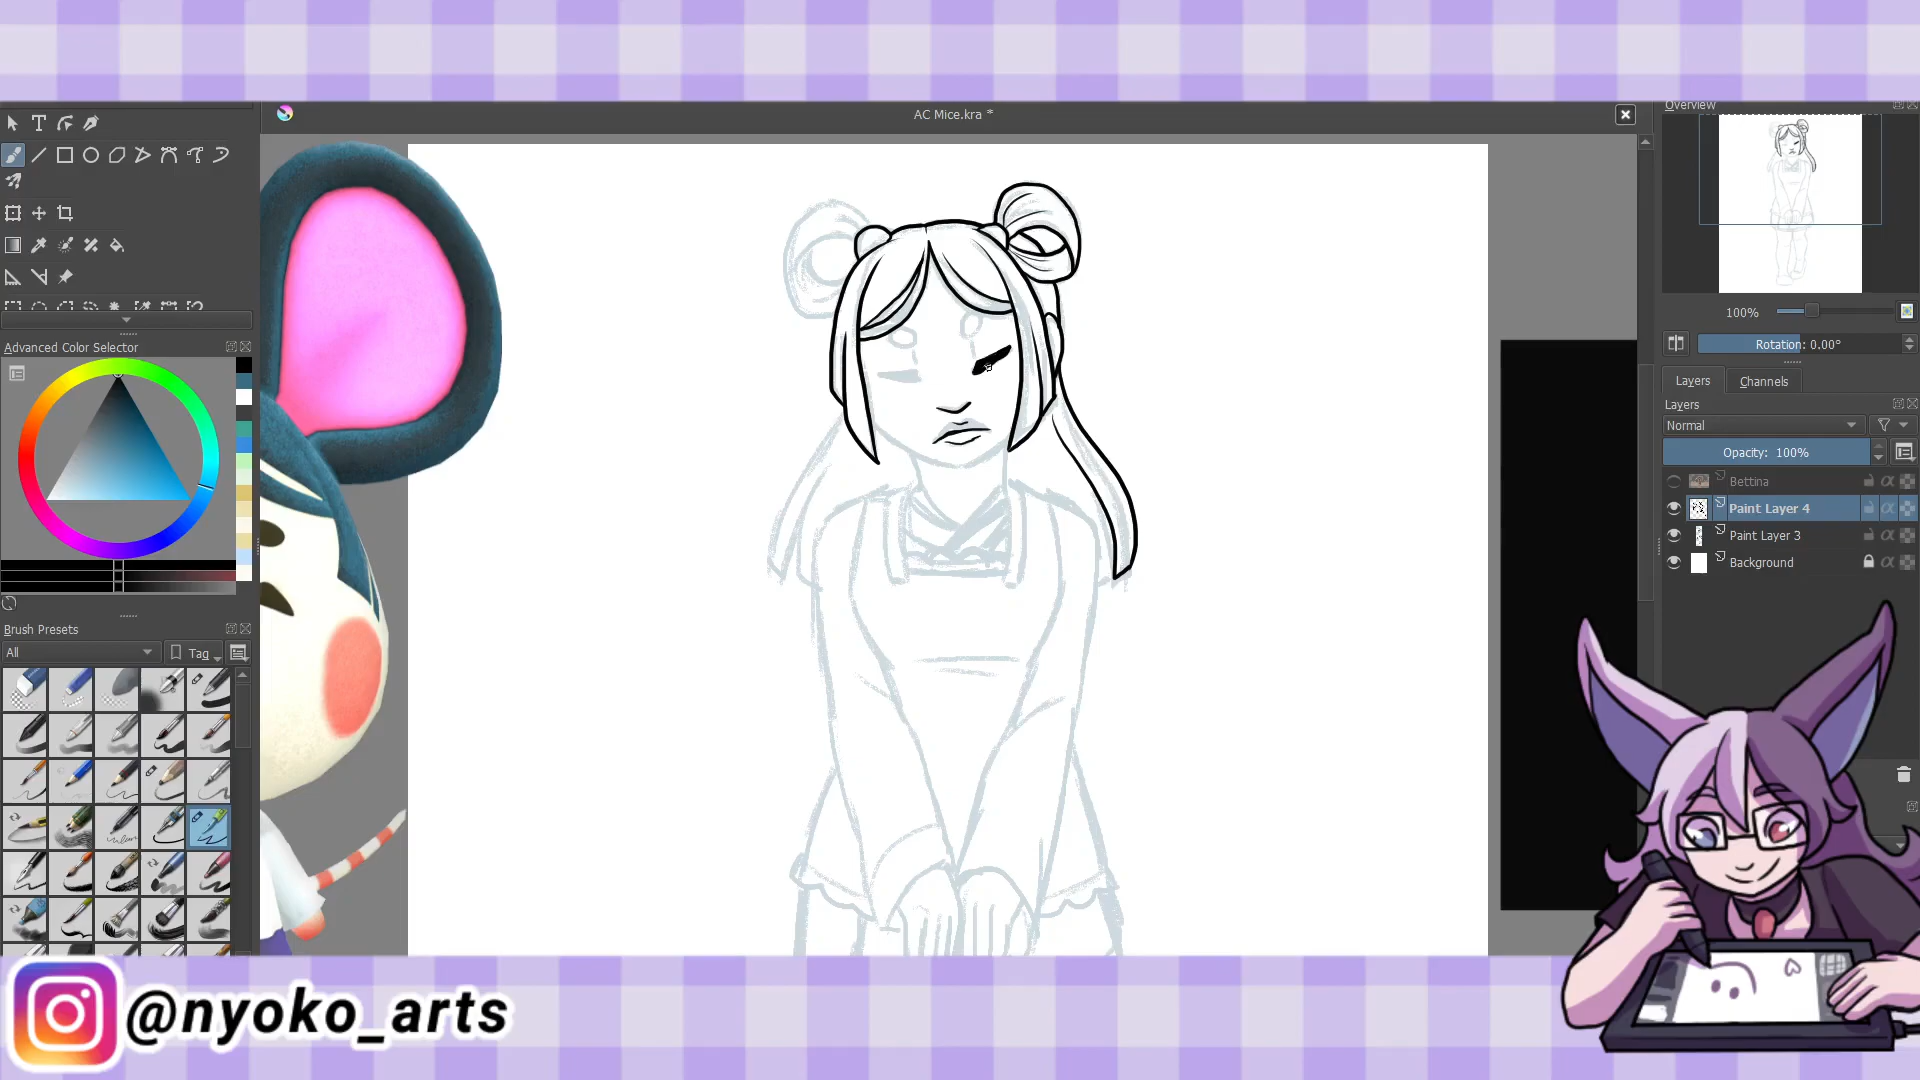 AC Mice.kra *
Overview
100%
Rotation: 0.00°
Advanced Color Selector
Layers
Channels
Layers
Normal
Opacity: 100%
Bettina
Paint Layer 4
Paint Layer 3
Background
Brush Presets
All
Tag
@nyoko_arts